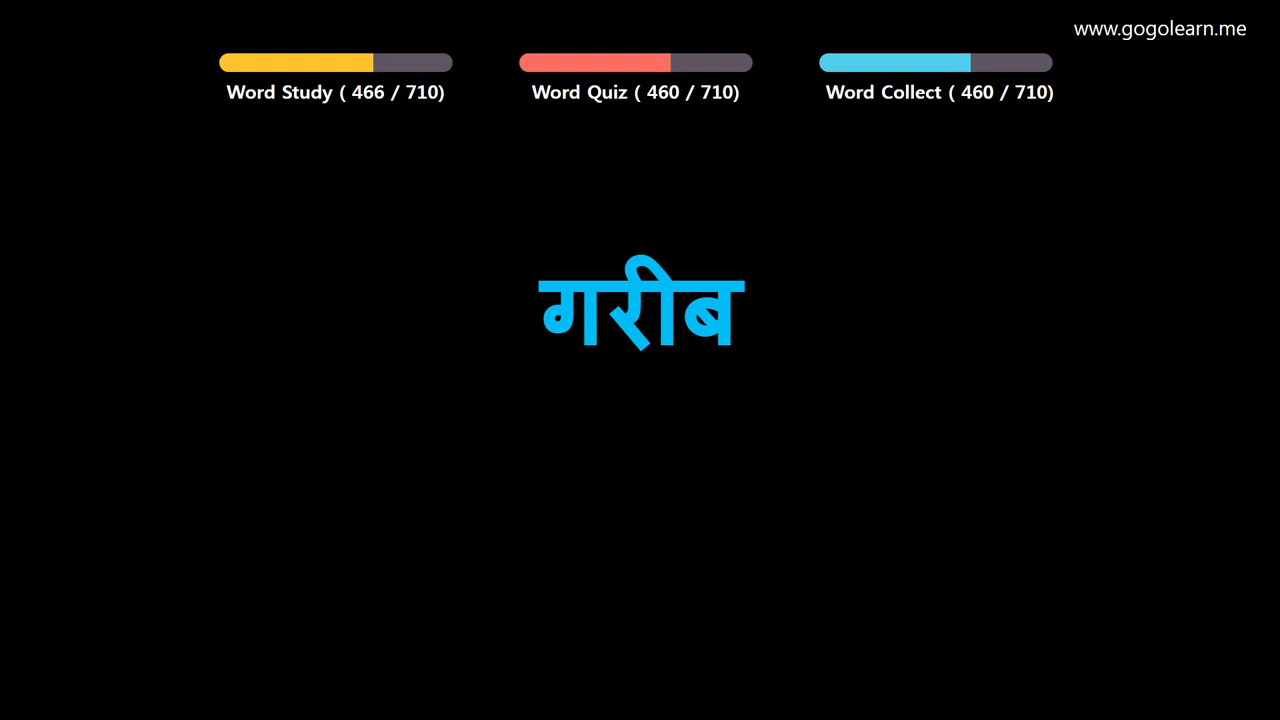 www.gogolearn.me
Word Study ( 466 / 710)
Word Quiz ( 460 / 710)
Word Collect ( 460 / 710)
गरीब